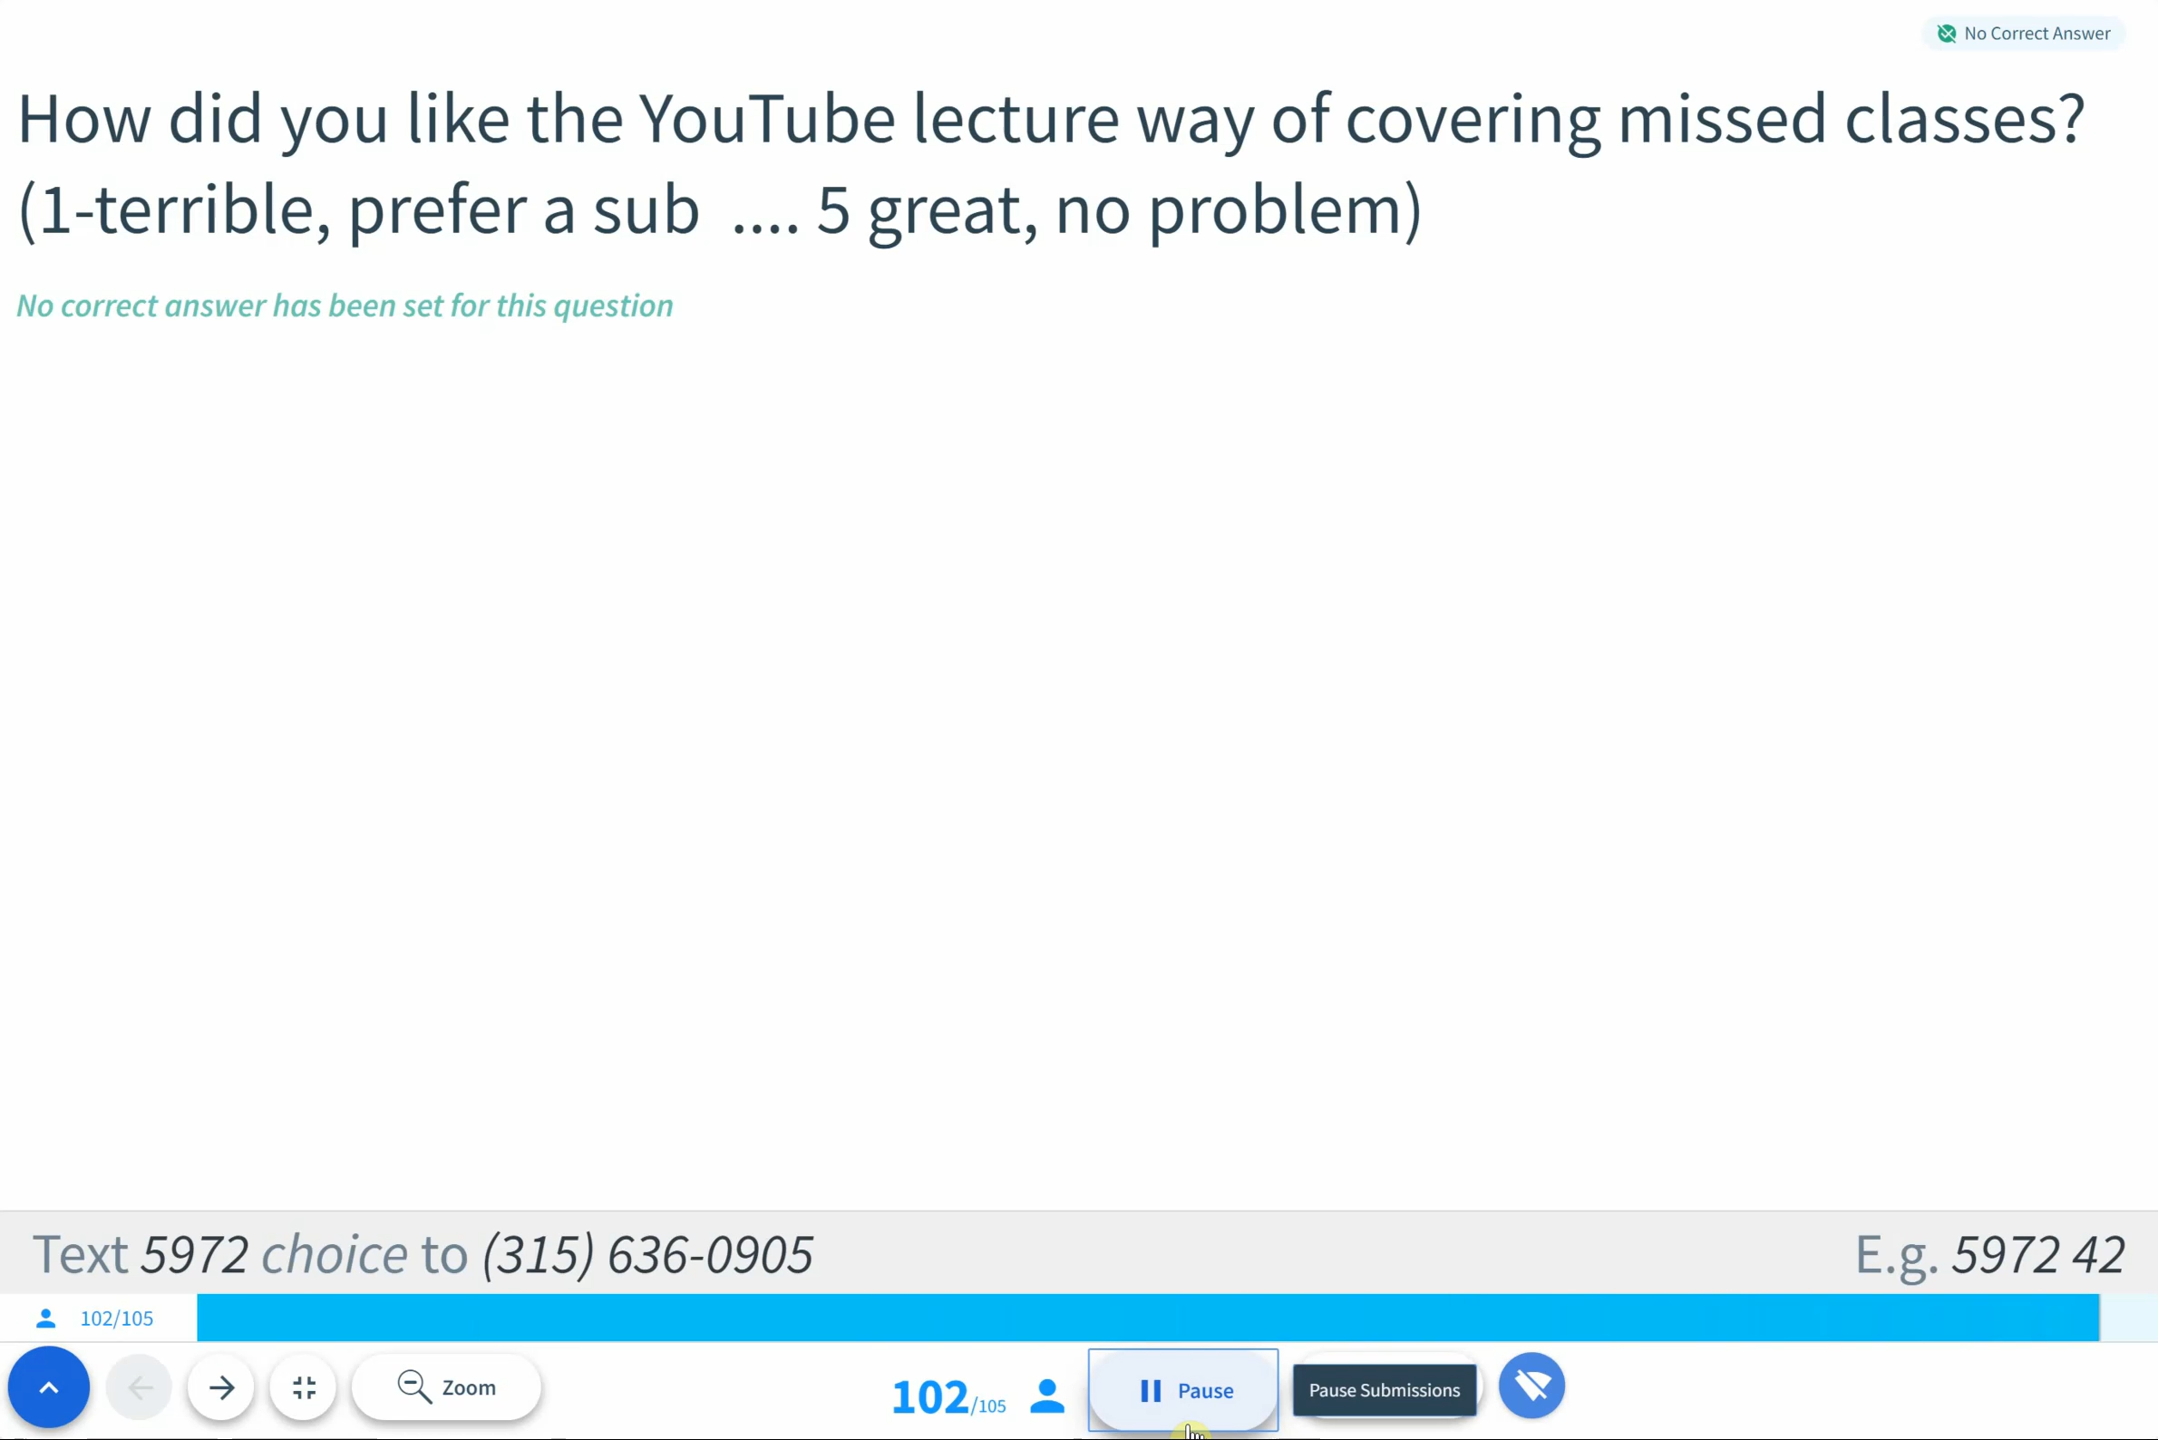 No Correct Answer
How did you like the YouTube lecture way of covering missed classes?
(1-terrible, prefer a sub .... 5 great, no problem)
No correct answer has been set for this question
Text 5972 choice to (315) 636-0905
E.g. 5972 42
102/105
Zoom
102/105
Pause
Pause Submissions